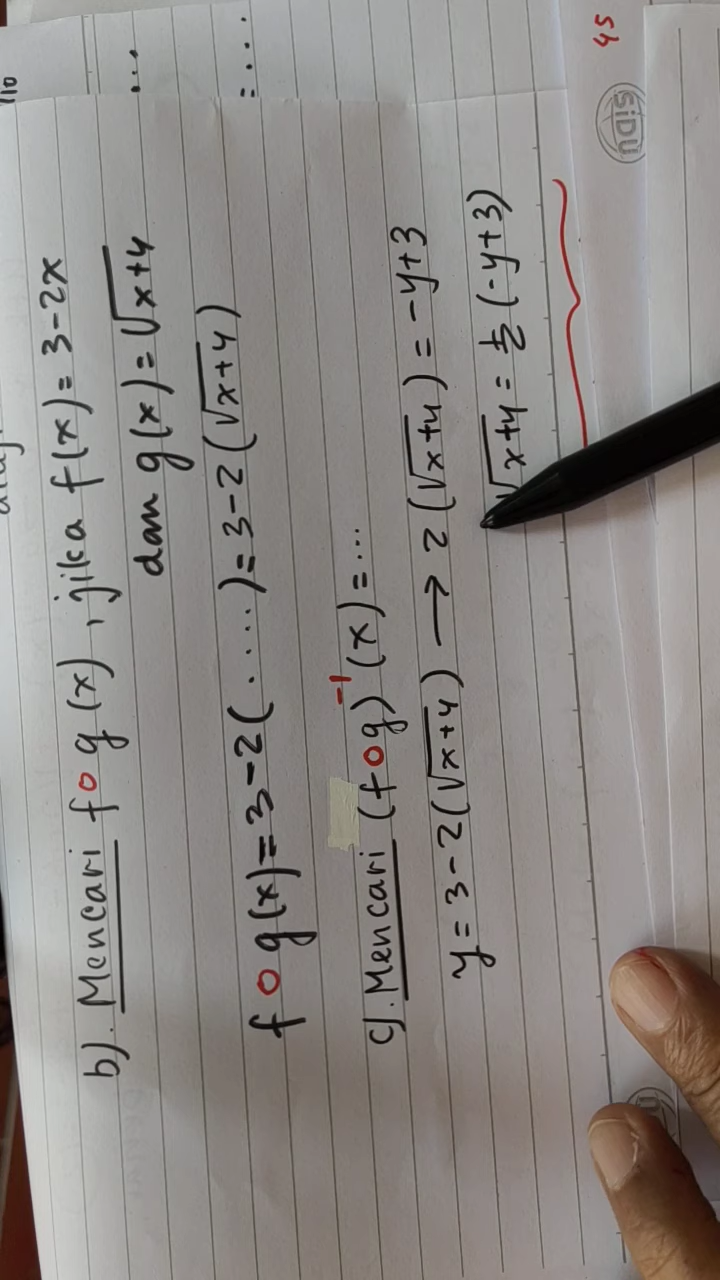 b). Mencari f o g (x), jika f(x) = 3-2x
dan g(x) = √x+4
f o g(x) = 3-2(.....) = 3-2(√x+4)
c). Mencari (f o g)⁻¹(x) = ...
y = 3-2(√x+4) → 2(√x+4) = -y+3
√x+4 = ½(-y+3)
45
SiDU